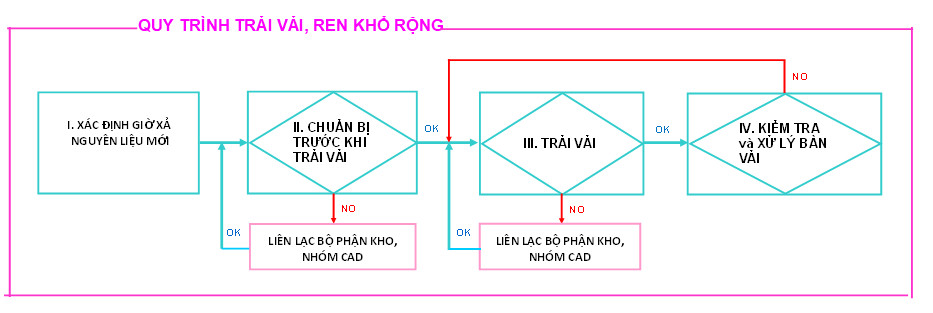 QUY TRÌNH TRẢI VẢI, REN KHỔ RỘNG
NO
I. XÁC ĐỊNH GIỜ XẢ
NGUYÊN LIỆU MỚI
II. CHUẨN BỊ
TRƯỚC KHI
TRẢI VẢI
OK
III. TRẢI VẢI
OK
IV. KIỂM TRA
và XỬ LÝ BÀN
VẢI
NO
NO
OK
LIÊN LẠC BỘ PHẬN KHO,
NHÓM CAD
OK
LIÊN LẠC BỘ PHẬN KHO,
NHÓM CAD